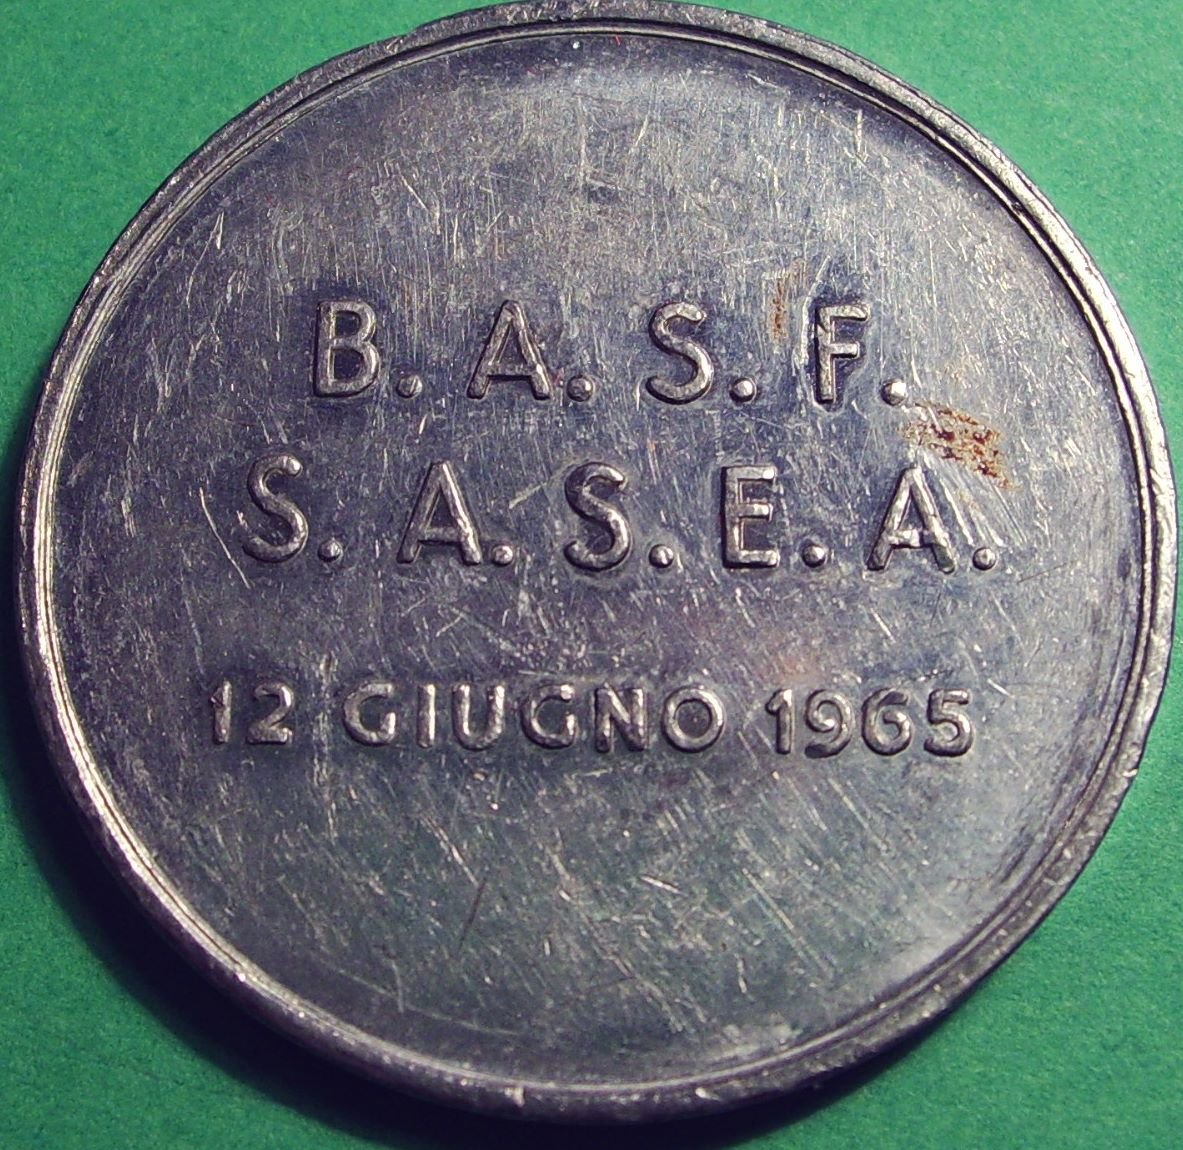 B. A. S. F.
S. A. S. E. A.
12 GIUGNO 1965